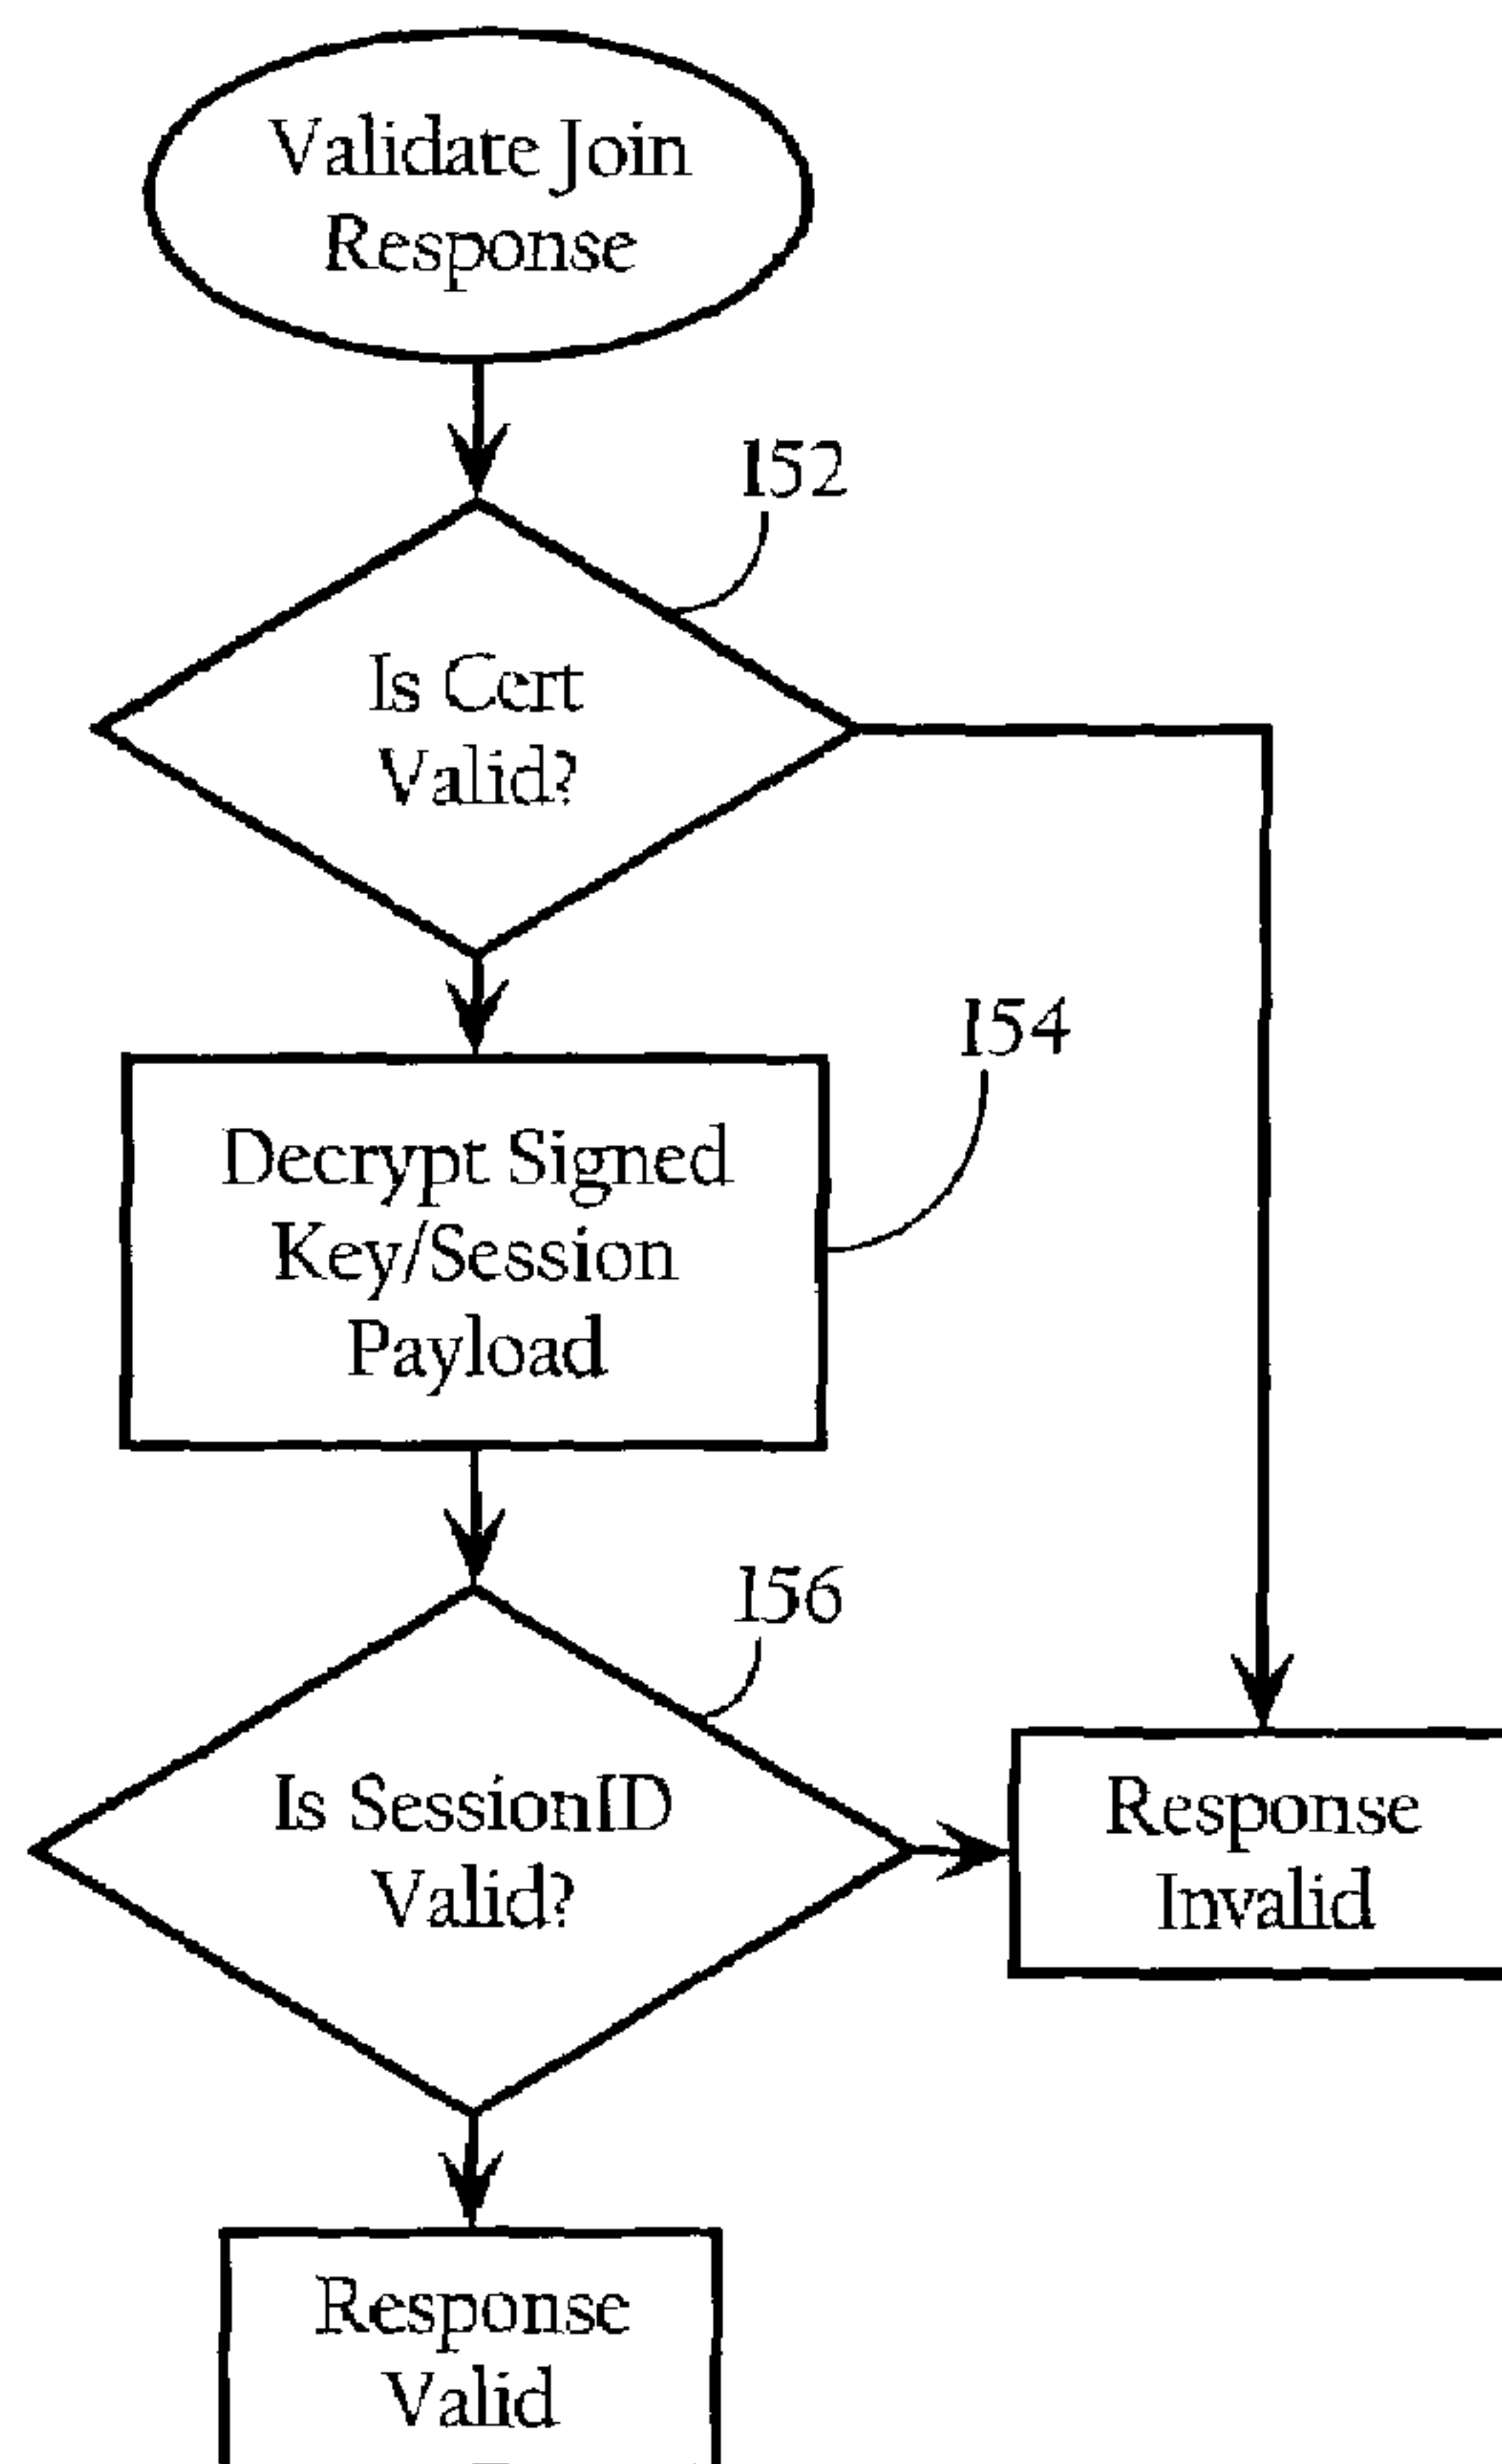 Validate Join
Response
152
Is Cert
Valid?
154
Decrypt Signed
Key/Session
Payload
156
Is SessionID
Valid?
Response
Invalid
Response
Valid